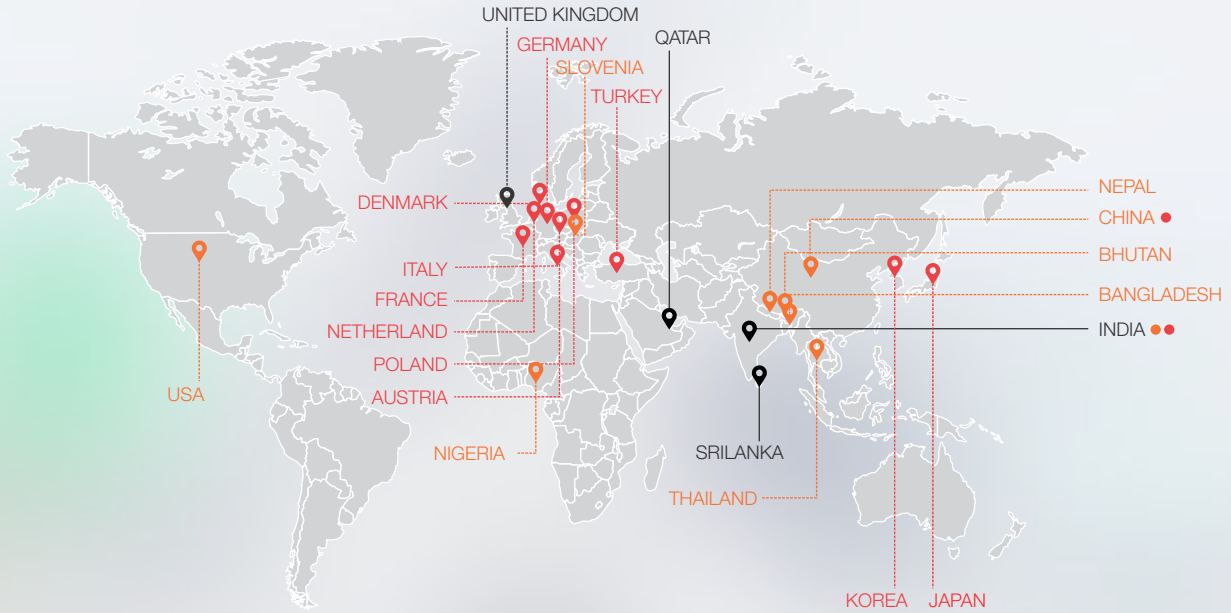 UNITED KINGDOM
QATAR
GERMANY
SLOVENIA
TURKEY
NEPAL
DENMARK
CHINA
BHUTAN
ITALY
BANGLADESH
FRANCE
NETHERLAND
INDIA
POLAND
USA
AUSTRIA
NIGERIA
SRILANKA
THAILAND
KOREA
JAPAN